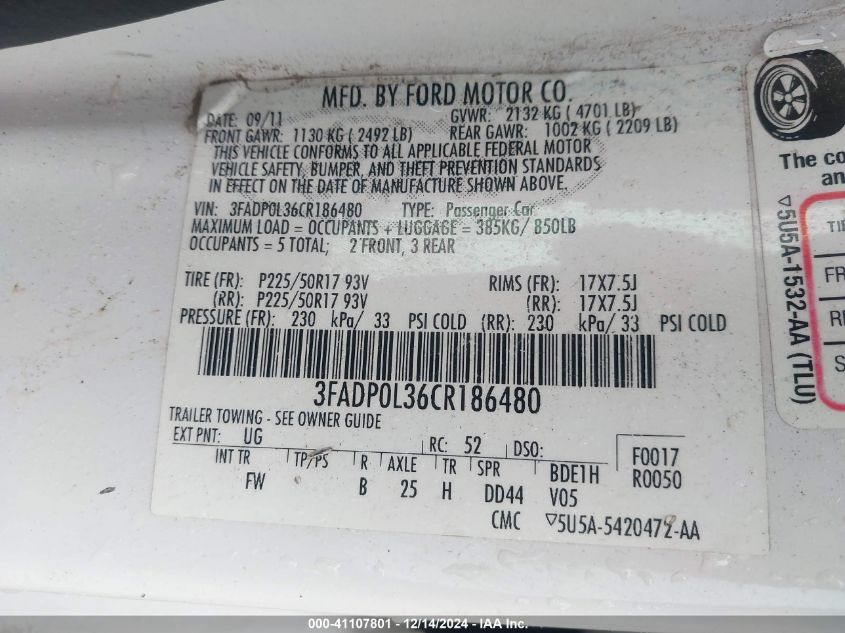 MFD. BY FORD MOTOR CO.
DATE: 09/11 GVWR: 2132 KG ( 4701 LB)
FRONT GAWR: 1130 KG ( 2492 LB) REAR GAWR: 1002 KG ( 2209 LB)
THIS VEHICLE CONFORMS TO ALL APPLICABLE FEDERAL MOTOR
VEHICLE SAFETY, BUMPER, AND THEFT PREVENTION STANDARDS
IN EFFECT ON THE DATE OF MANUFACTURE SHOWN ABOVE.
VIN: 3FADP0L36CR186480 TYPE: Passenger Car
MAXIMUM LOAD = OCCUPANTS + LUGGAGE = 385KG/ 850LB
OCCUPANTS = 5 TOTAL; 2 FRONT, 3 REAR
TIRE (FR): P225/50R17 93V RIMS (FR): 17X7.5J
(RR): P225/50R17 93V (RR): 17X7.5J
PRESSURE (FR): 230 kPa/ 33 PSI COLD (RR): 230 kPa/ 33 PSI COLD
3FADP0L36CR186480
TRAILER TOWING - SEE OWNER GUIDE
EXT PNT: UG RC: 52 DSO: F0017
INT TR TP/PS R AXLE TR SPR BDE1H R0050
FW B 25 H DD44 V05
CMC ▽5U5A-5420472-AA
▽5U5A-1532-AA (TLU)
The co
an
TI
FR
RE
S
000-41107801 - 12/14/2024 - IAA Inc.